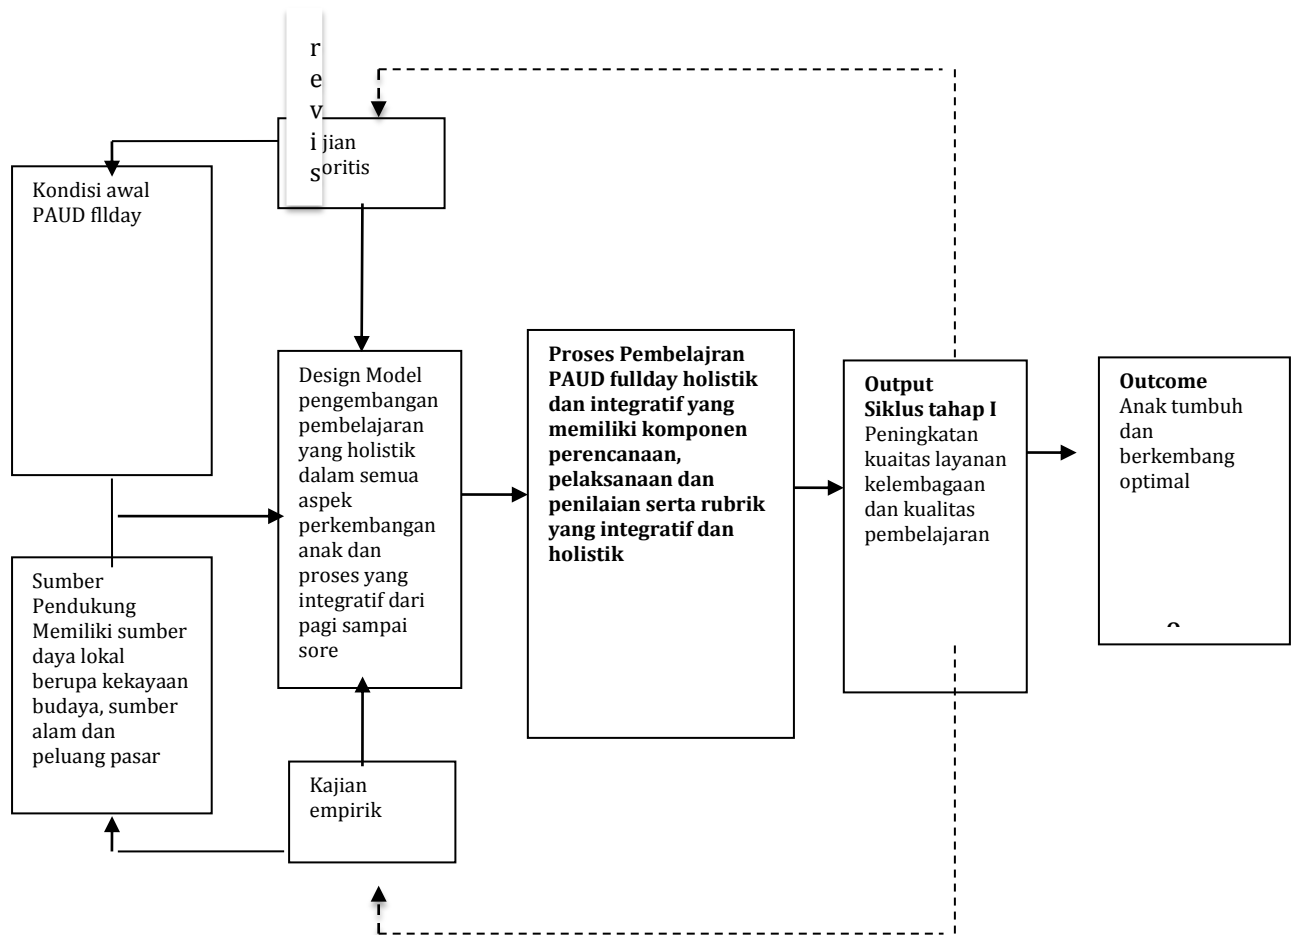 r
e
v
i
s
jian
oritis
Kondisi awal
PAUD fllday
Design Model
pengembangan
pembelajaran
yang holistik
dalam semua
aspek
perkembangan
anak dan
proses yang
integratif dari
pagi sampai
sore
Proses Pembelajran
PAUD fullday holistik
dan integratif yang
memiliki komponen
perencanaan,
pelaksanaan dan
penilaian serta rubrik
yang integratif dan
holistik
Output
Siklus tahap I
Peningkatan
kuaitas layanan
kelembagaan
dan kualitas
pembelajaran
Outcome
Anak tumbuh
dan
berkembang
optimal
Sumber
Pendukung
Memiliki sumber
daya lokal
berupa kekayaan
budaya, sumber
alam dan
peluang pasar
Kajian
empirik